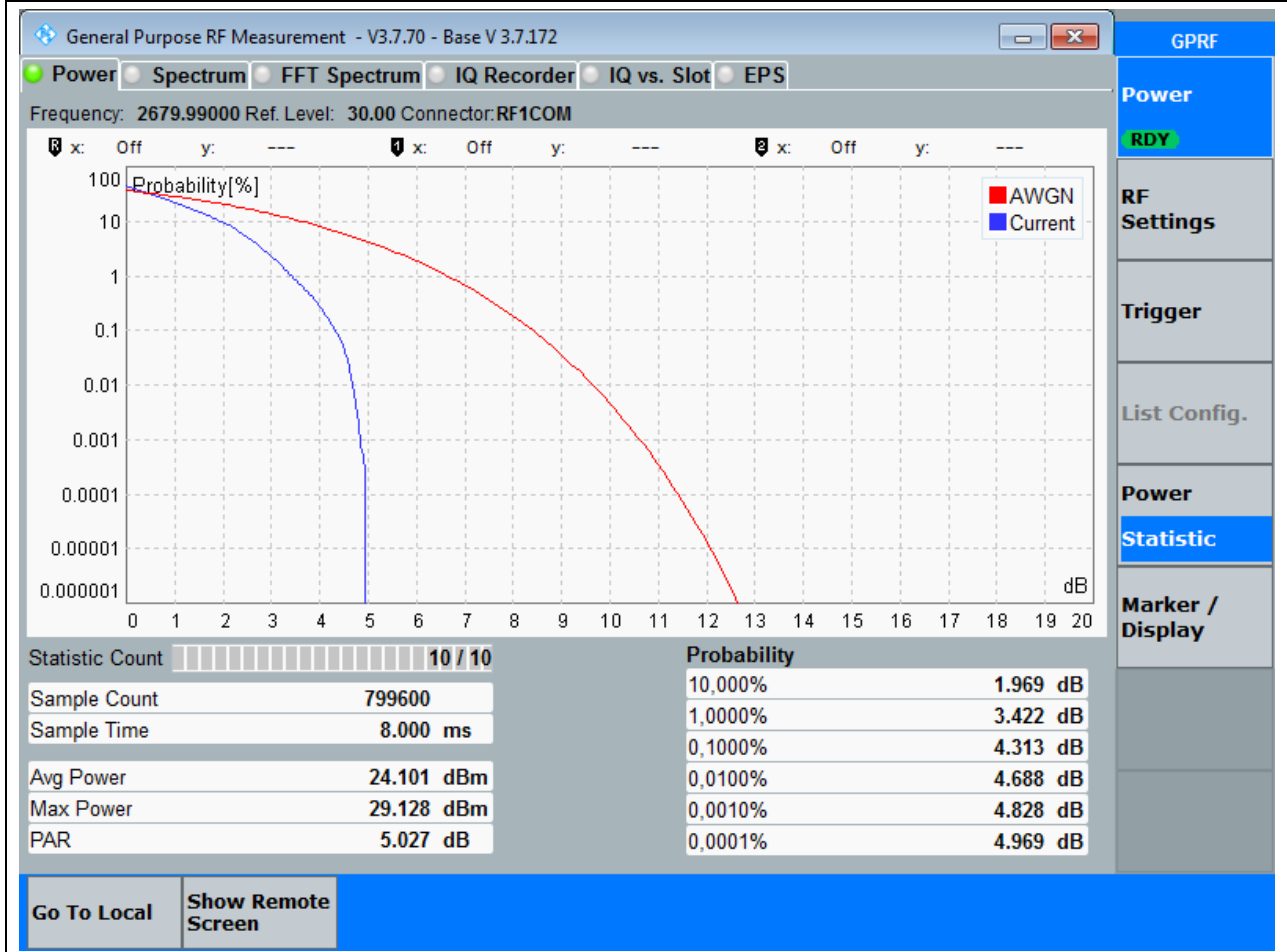 General Purpose RF Measurement - V3.7.70 - Base V 3.7.172
GPRF
Power Spectrum FFT Spectrum IQ Recorder IQ vs. Slot EPS
Frequency: 2679.99000 Ref. Level: 30.00 Connector:RF1COM
R x: Off y: --- 1 x: Off y: --- 2 x: Off y: ---
Probability[%]
AWGN
Current
100
10
1
0.1
0.01
0.001
0.0001
0.00001
0.000001
dB
0 1 2 3 4 5 6 7 8 9 10 11 12 13 14 15 16 17 18 19 20
Statistic Count 10 / 10
Sample Count 799600
Sample Time 8.000 ms
Avg Power 24.101 dBm
Max Power 29.128 dBm
PAR 5.027 dB
Probability
10,000% 1.969 dB
1,0000% 3.422 dB
0,1000% 4.313 dB
0,0100% 4.688 dB
0,0010% 4.828 dB
0,0001% 4.969 dB
Power
RDY
RF
Settings
Trigger
List Config.
Power
Statistic
Marker /
Display
Go To Local
Show Remote
Screen